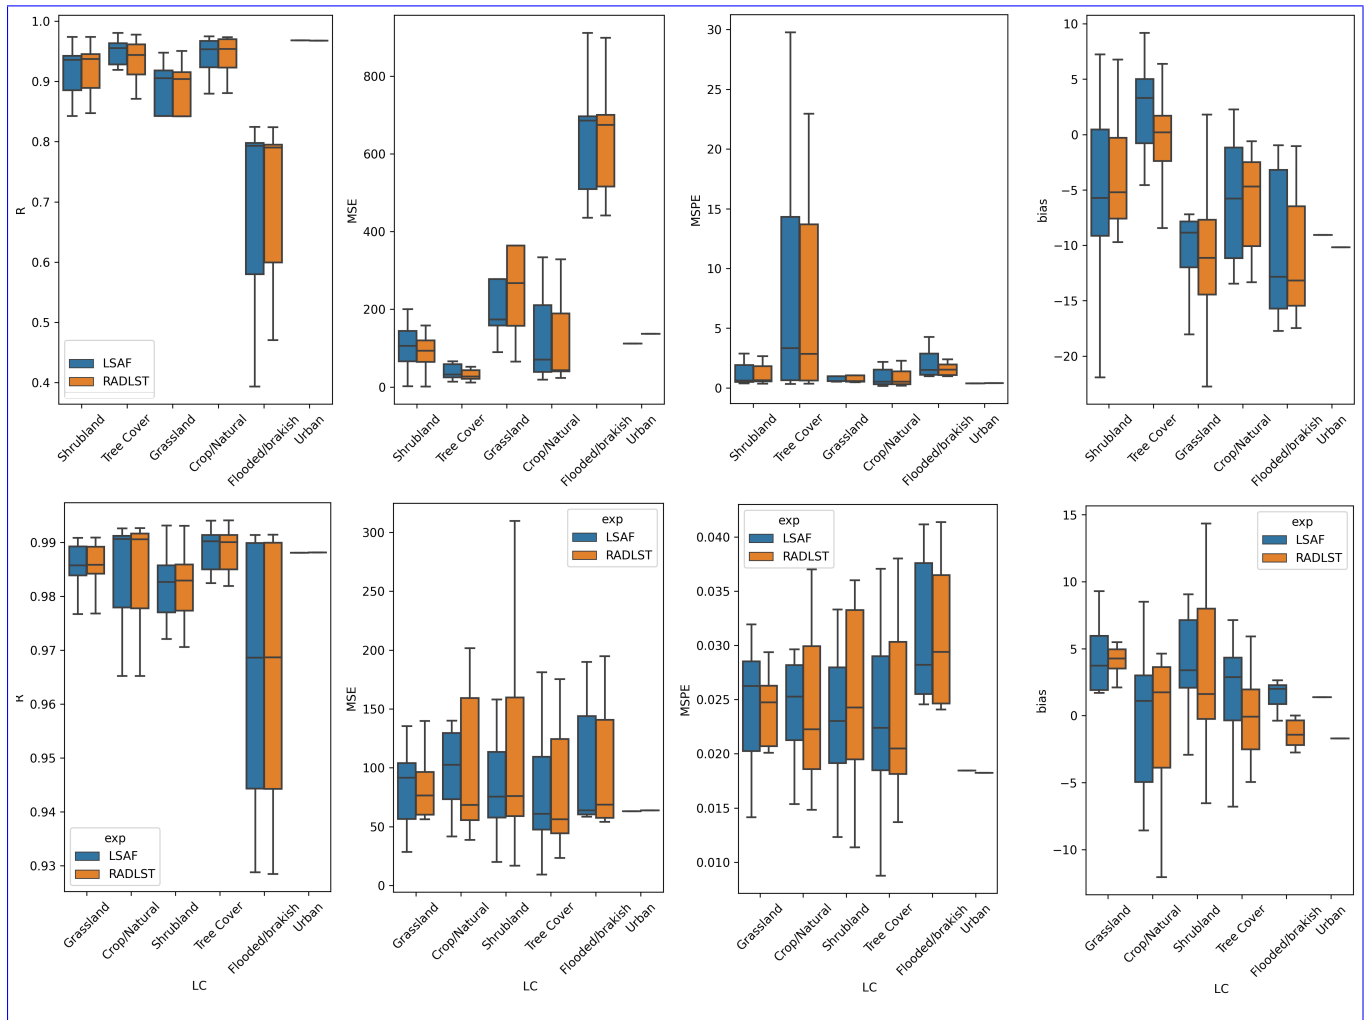 1.0
0.9
0.8
0.7
0.6
0.5
0.4
R
LSAF
RADLST
Shrubland
Tree Cover
Grassland
Crop/Natural
Flooded/brakish
Urban
800
600
400
200
0
MSE
Shrubland
Tree Cover
Grassland
Crop/Natural
Flooded/brakish
Urban
30
25
20
15
10
5
0
MSPE
Shrubland
Tree Cover
Grassland
Crop/Natural
Flooded/brakish
Urban
10
5
0
−5
−10
−15
−20
bias
Shrubland
Tree Cover
Grassland
Crop/Natural
Flooded/brakish
Urban
0.99
0.98
0.97
0.96
0.95
0.94
0.93
R
exp
LSAF
RADLST
Grassland
Crop/Natural
Shrubland
Tree Cover
Flooded/brakish
Urban
LC
300
250
200
150
100
50
0
MSE
exp
LSAF
RADLST
Grassland
Crop/Natural
Shrubland
Tree Cover
Flooded/brakish
Urban
LC
0.040
0.035
0.030
0.025
0.020
0.015
0.010
MSPE
exp
LSAF
RADLST
Grassland
Crop/Natural
Shrubland
Tree Cover
Flooded/brakish
Urban
LC
15
10
5
0
−5
−10
bias
exp
LSAF
RADLST
Grassland
Crop/Natural
Shrubland
Tree Cover
Flooded/brakish
Urban
LC